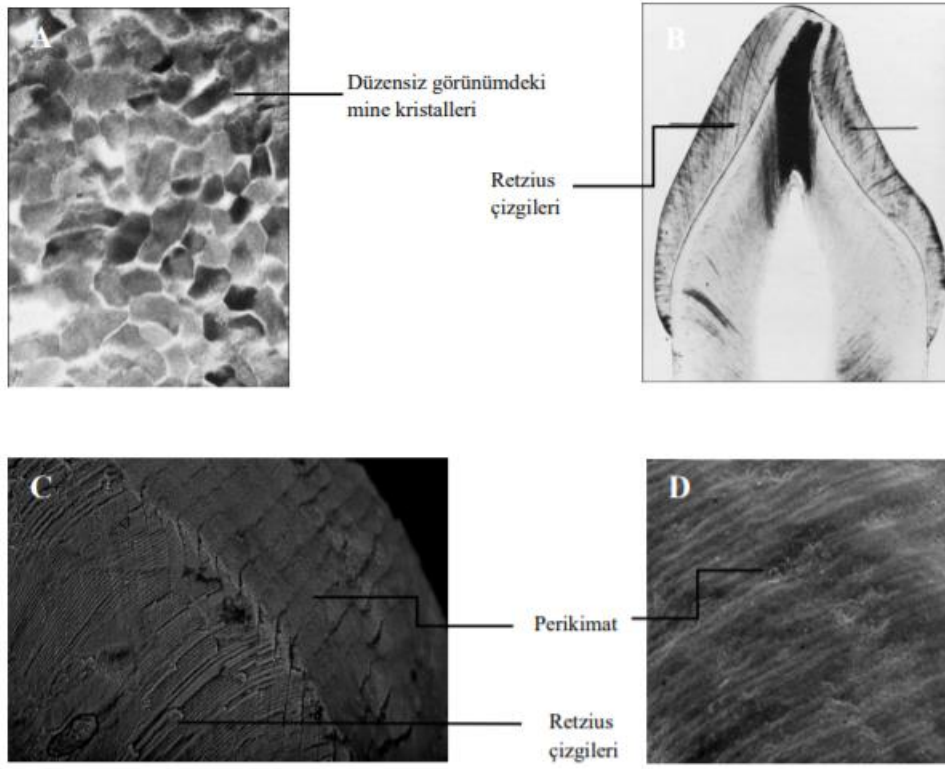 A
Düzensiz görünümdeki
mine kristalleri
B
Retzius
çizgileri
C
Perikimat
D
Retzius
çizgileri